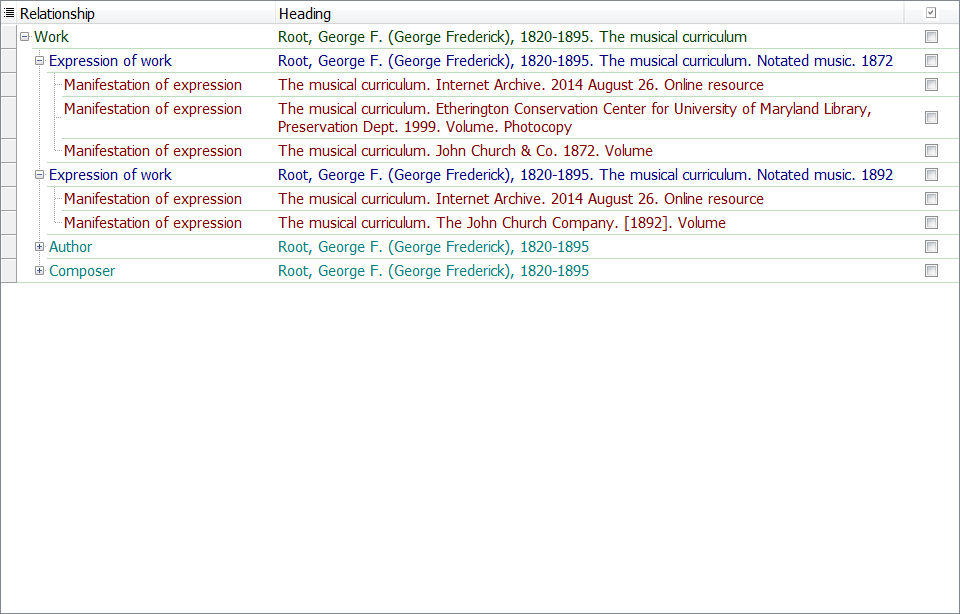 Relationship Heading
Work Root, George F. (George Frederick), 1820-1895. The musical curriculum
Expression of work Root, George F. (George Frederick), 1820-1895. The musical curriculum. Notated music. 1872
Manifestation of expression The musical curriculum. Internet Archive. 2014 August 26. Online resource
Manifestation of expression The musical curriculum. Etherington Conservation Center for University of Maryland Library,
Preservation Dept. 1999. Volume. Photocopy
Manifestation of expression The musical curriculum. John Church & Co. 1872. Volume
Expression of work Root, George F. (George Frederick), 1820-1895. The musical curriculum. Notated music. 1892
Manifestation of expression The musical curriculum. Internet Archive. 2014 August 26. Online resource
Manifestation of expression The musical curriculum. The John Church Company. [1892]. Volume
Author Root, George F. (George Frederick), 1820-1895
Composer Root, George F. (George Frederick), 1820-1895